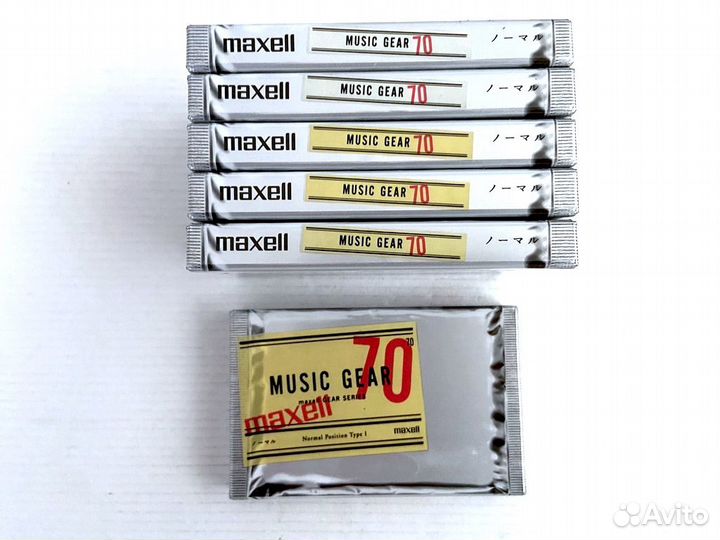 maxell MUSIC GEAR 70 ノーマル
maxell MUSIC GEAR 70 ノーマル
maxell MUSIC GEAR 70 ノーマル
maxell MUSIC GEAR 70 ノーマル
maxell MUSIC GEAR 70 ノーマル
70 70
MUSIC GEAR
maxell GEAR SERIES
maxell
ノーマル Normal Position Type I maxell
Avito